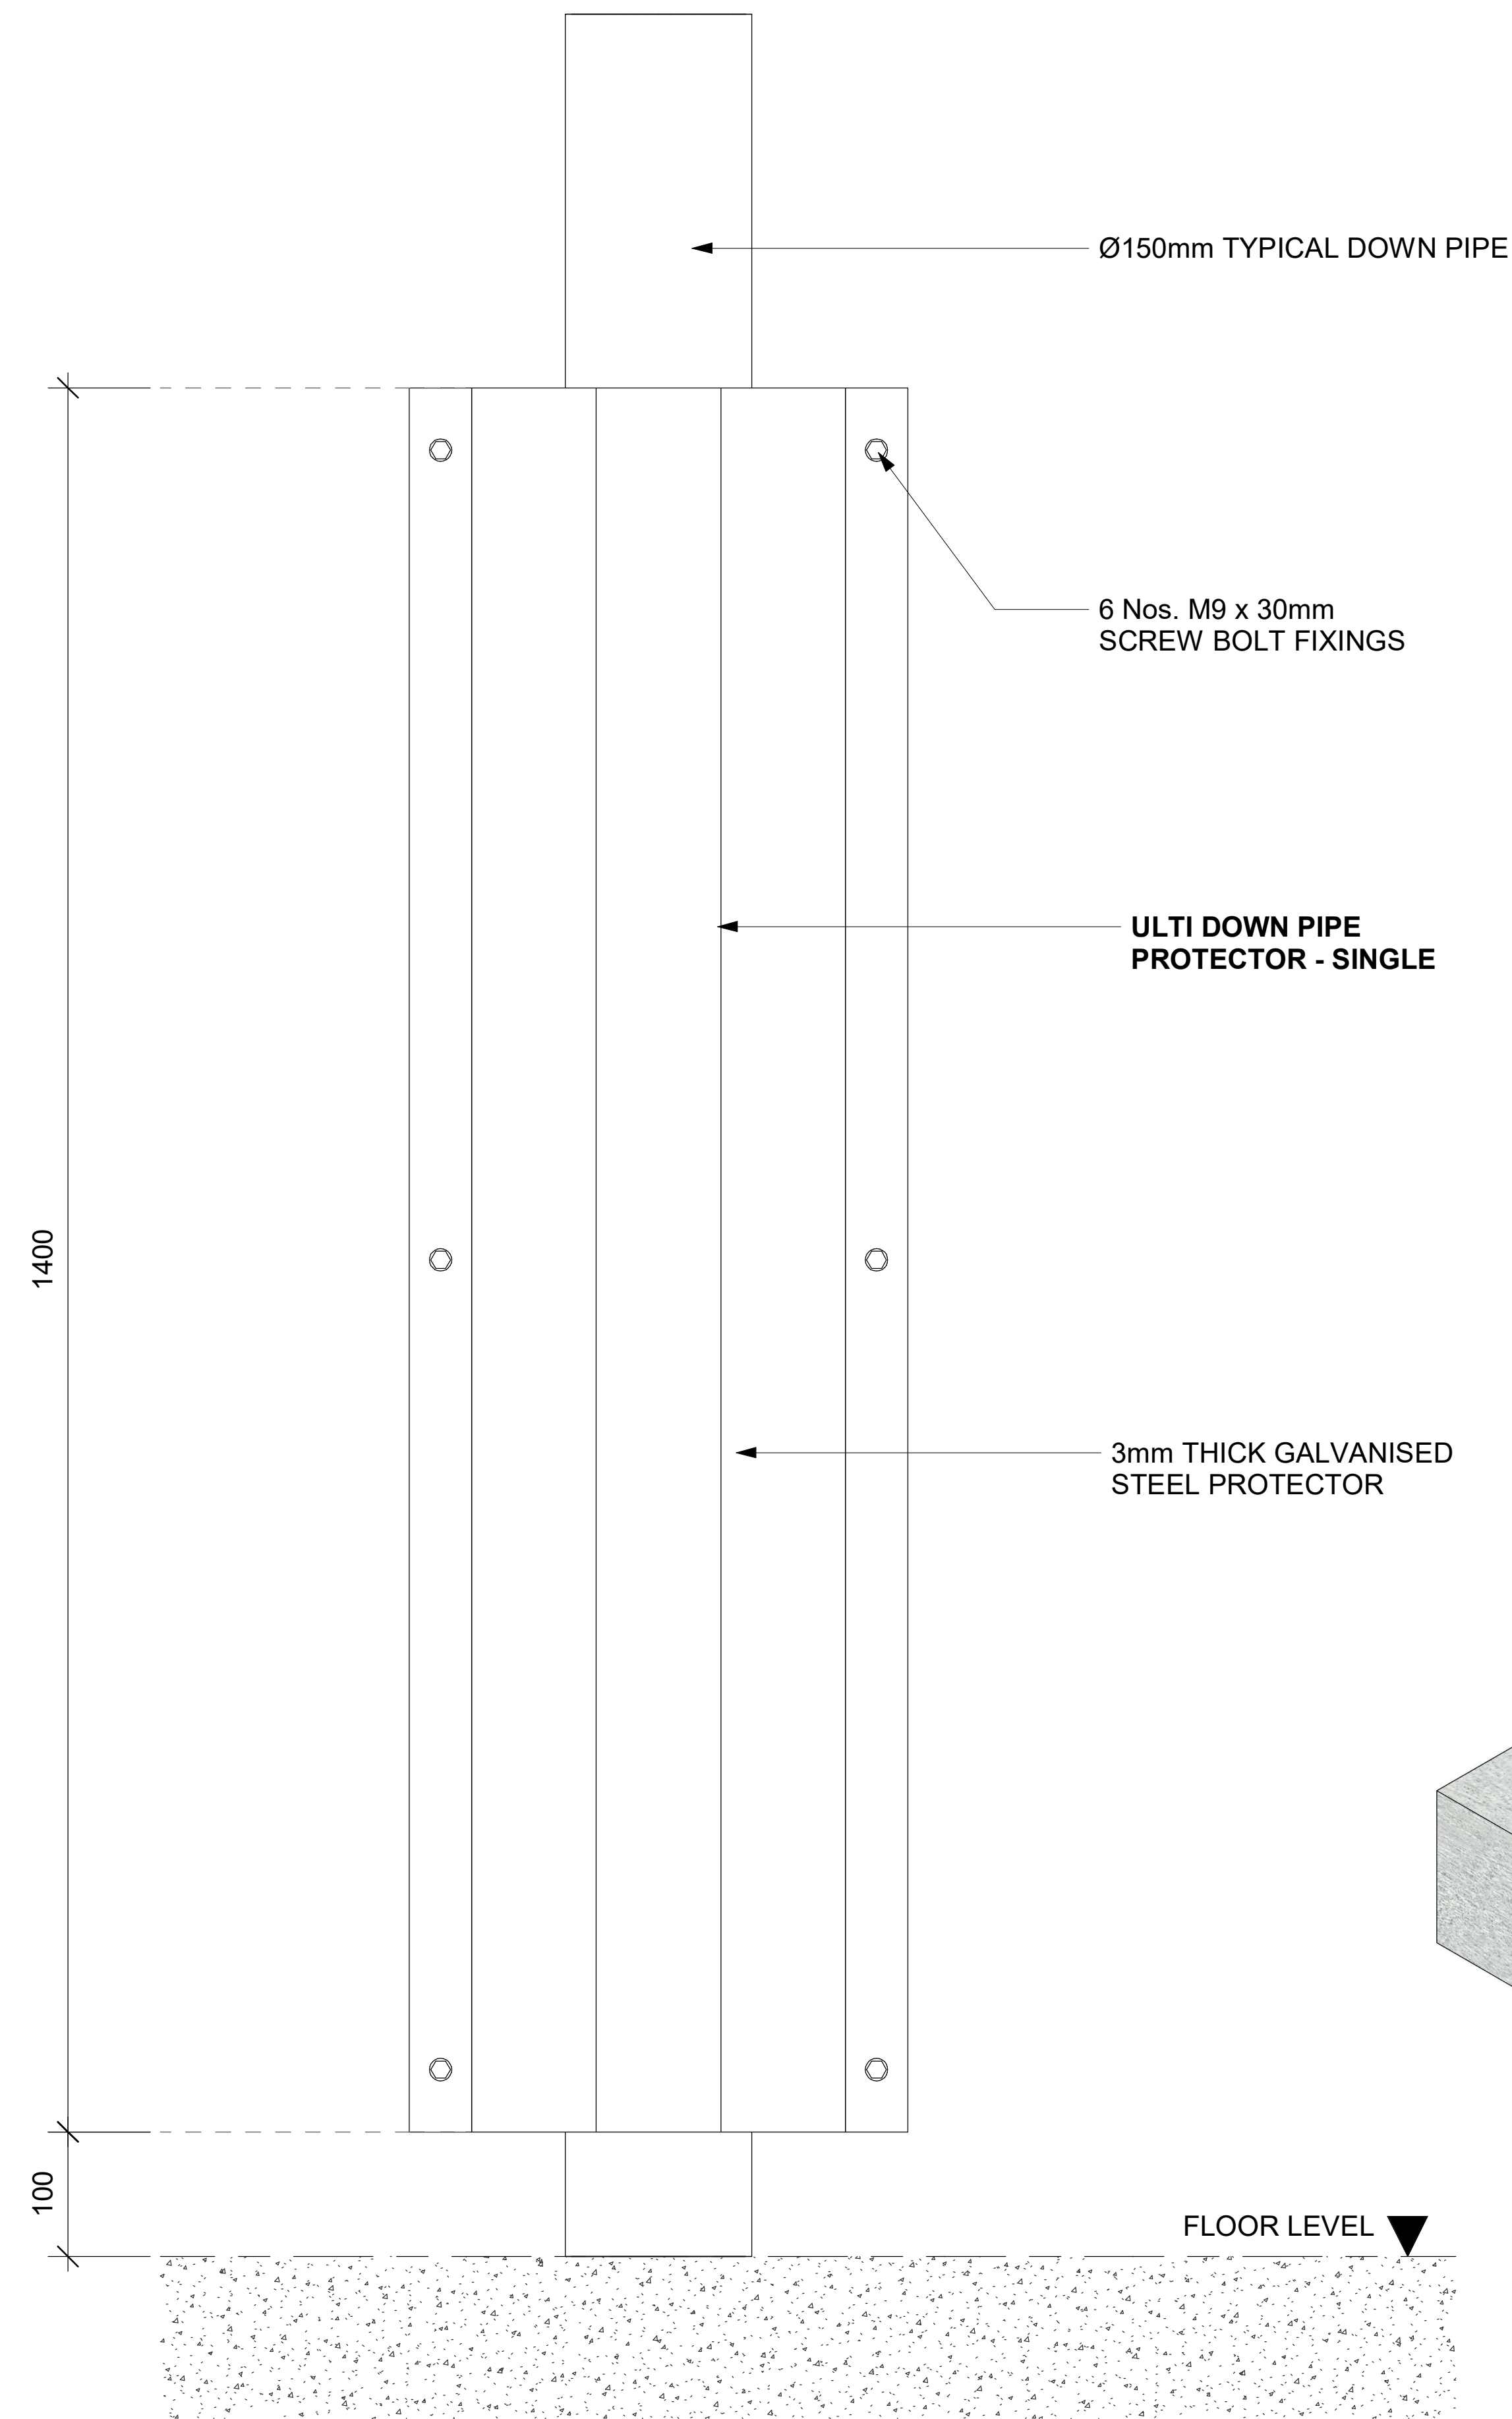 Ø150mm TYPICAL DOWN PIPE
6 Nos. M9 x 30mm
SCREW BOLT FIXINGS
ULTI DOWN PIPE
PROTECTOR - SINGLE
1400
3mm THICK GALVANISED
STEEL PROTECTOR
100
FLOOR LEVEL